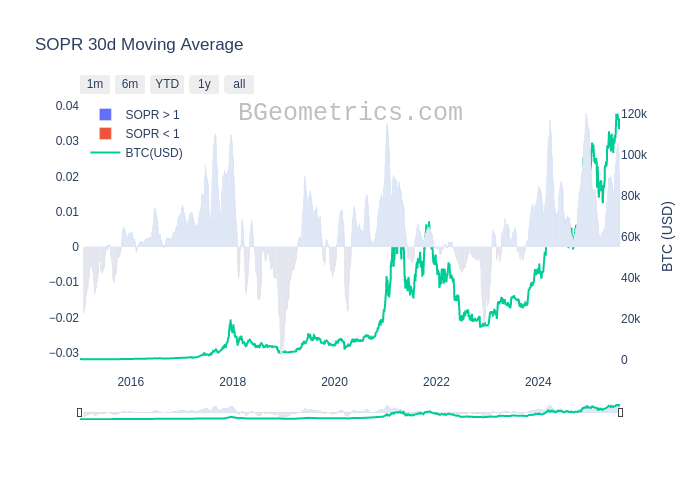 SOPR 30d Moving Average
1m 6m YTD 1y all
BGeometrics.com
SOPR > 1
SOPR < 1
BTC(USD)
0.04
0.03
0.02
0.01
0
−0.01
−0.02
−0.03
120k
100k
80k
60k
40k
20k
0
BTC (USD)
2016 2018 2020 2022 2024